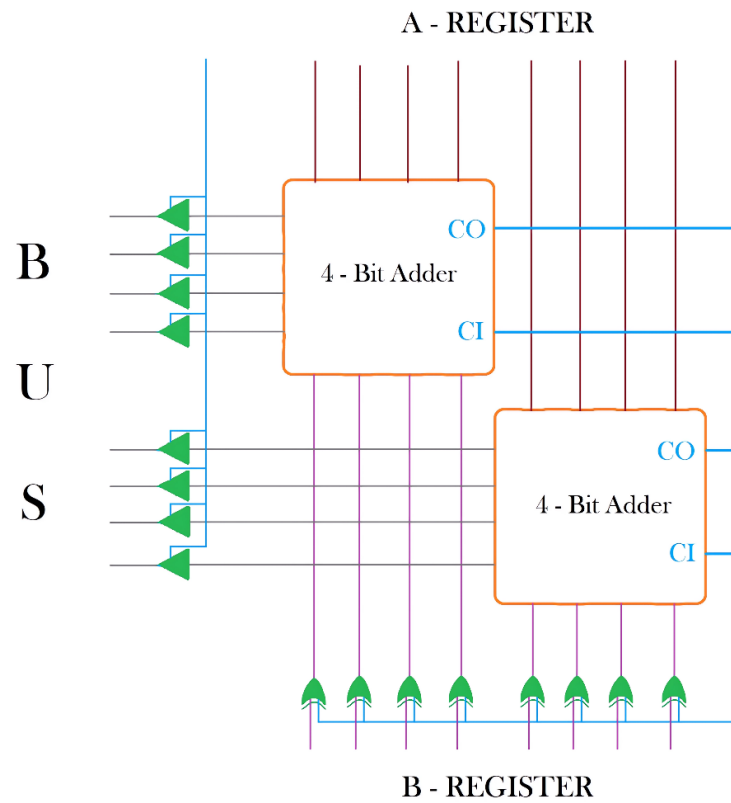 A - REGISTER
CO
B
4 - Bit Adder
CI
U
CO
S
4 - Bit Adder
CI
B - REGISTER